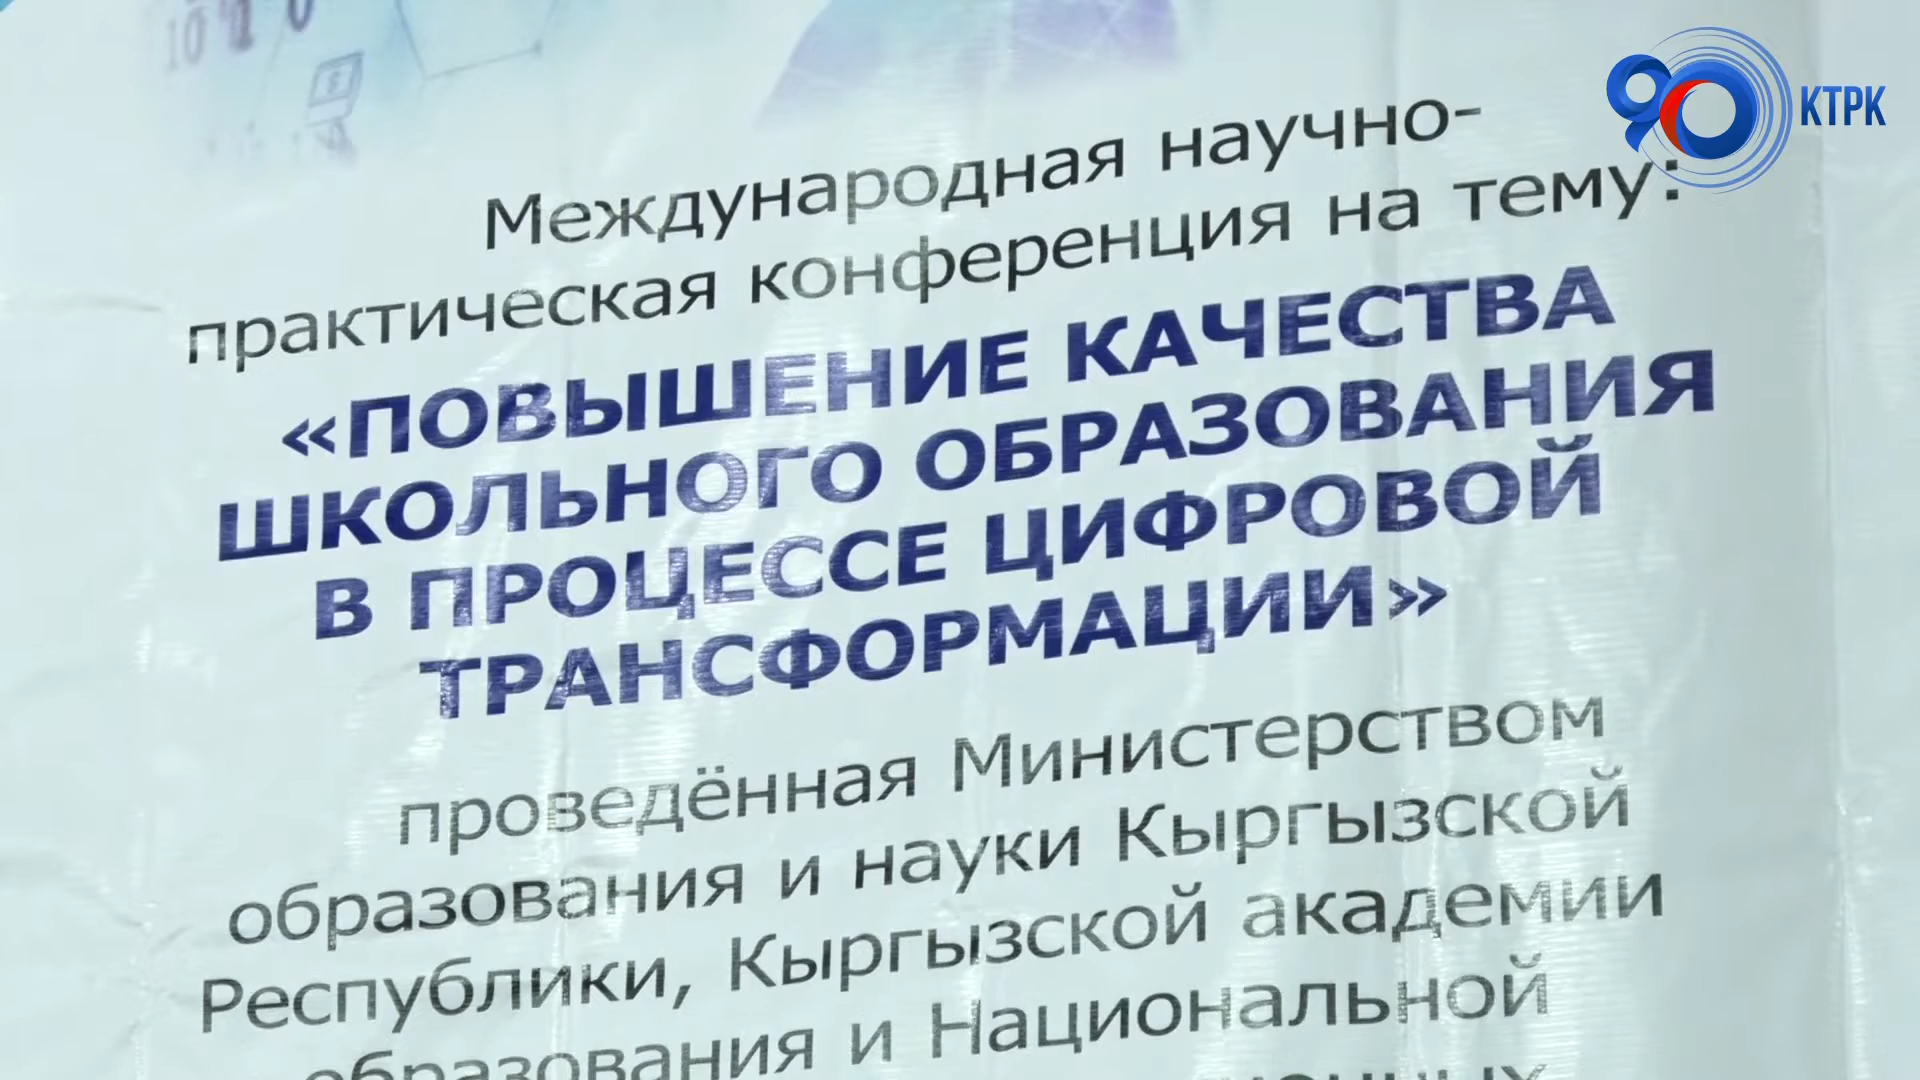 90 КТРК
Международная научно-
практическая конференция на тему:
«ПОВЫШЕНИЕ КАЧЕСТВА
ШКОЛЬНОГО ОБРАЗОВАНИЯ
В ПРОЦЕССЕ ЦИФРОВОЙ
ТРАНСФОРМАЦИИ»
проведённая Министерством
образования и науки Кыргызской
Республики, Кыргызской академии
образования и Национальной